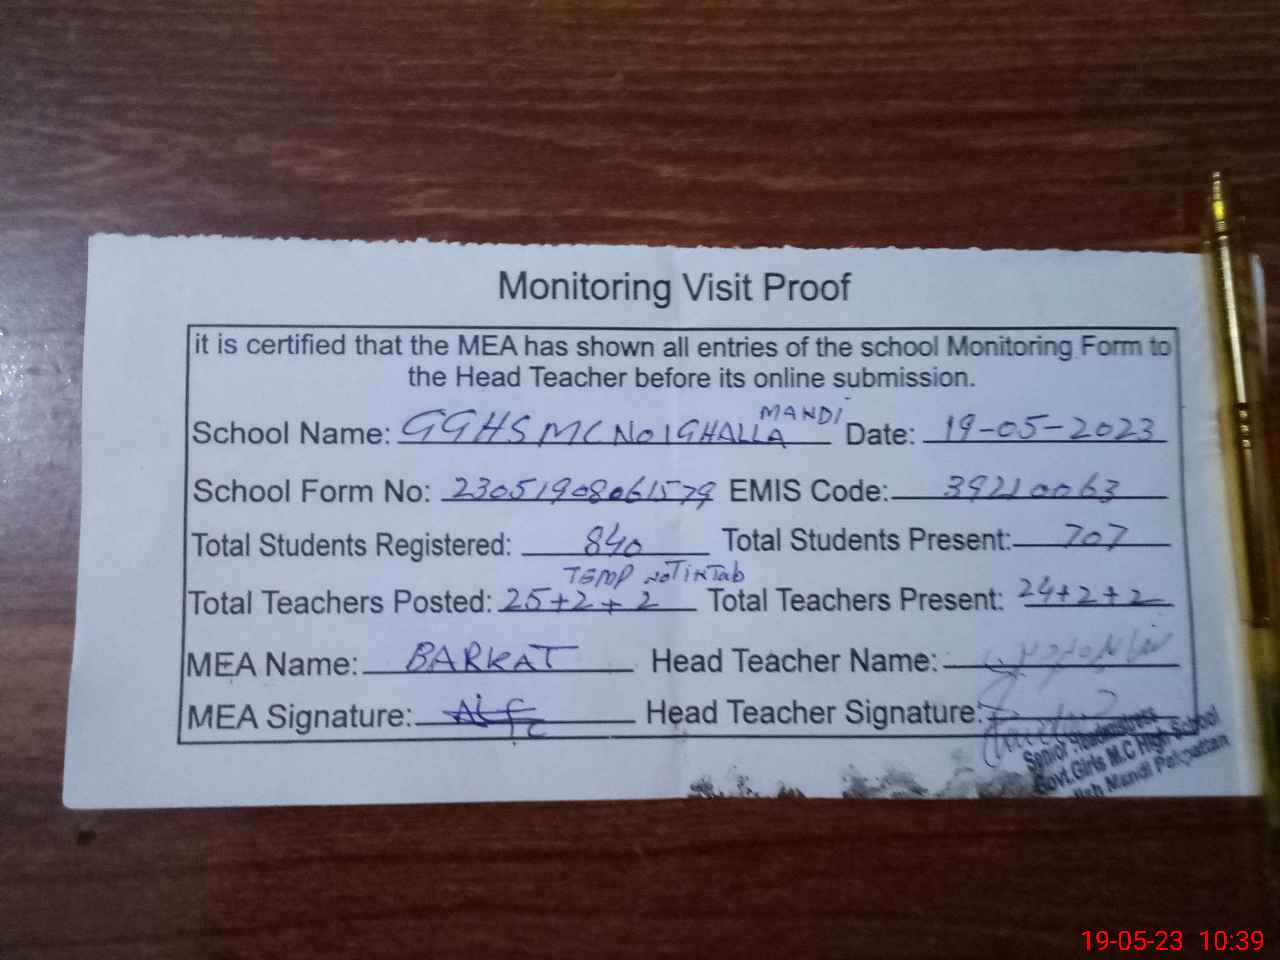 Monitoring Visit Proof
it is certified that the MEA has shown all entries of the school Monitoring Form to
the Head Teacher before its online submission.
School Name: GGHS MC No 1 GHALLA MANDI Date: 19-05-2023
School Form No: 23051908061579 EMIS Code: 39210063
Total Students Registered: 840 Total Students Present: 707
TEMP NOT iN Tab
Total Teachers Posted: 25+2+2 Total Teachers Present: 24+2+2
MEA Name: BARKAT Head Teacher Name:
MEA Signature: Head Teacher Signature:
Senior Headmistress
Govt. Girls M.C High School
Mandi Pakpattan
19-05-23 10:39